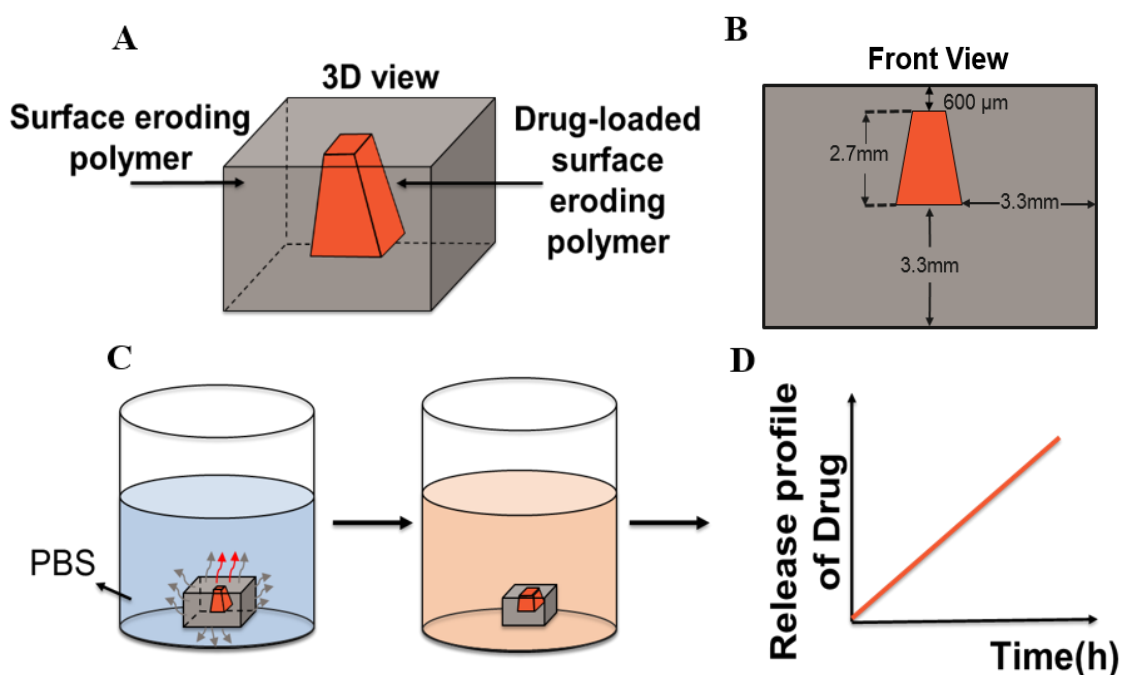 A
3D view
Surface eroding
polymer
Drug-loaded
surface
eroding
polymer
B
Front View
600 µm
2.7mm
3.3mm
3.3mm
C
PBS
D
Release profile
of Drug
Time(h)